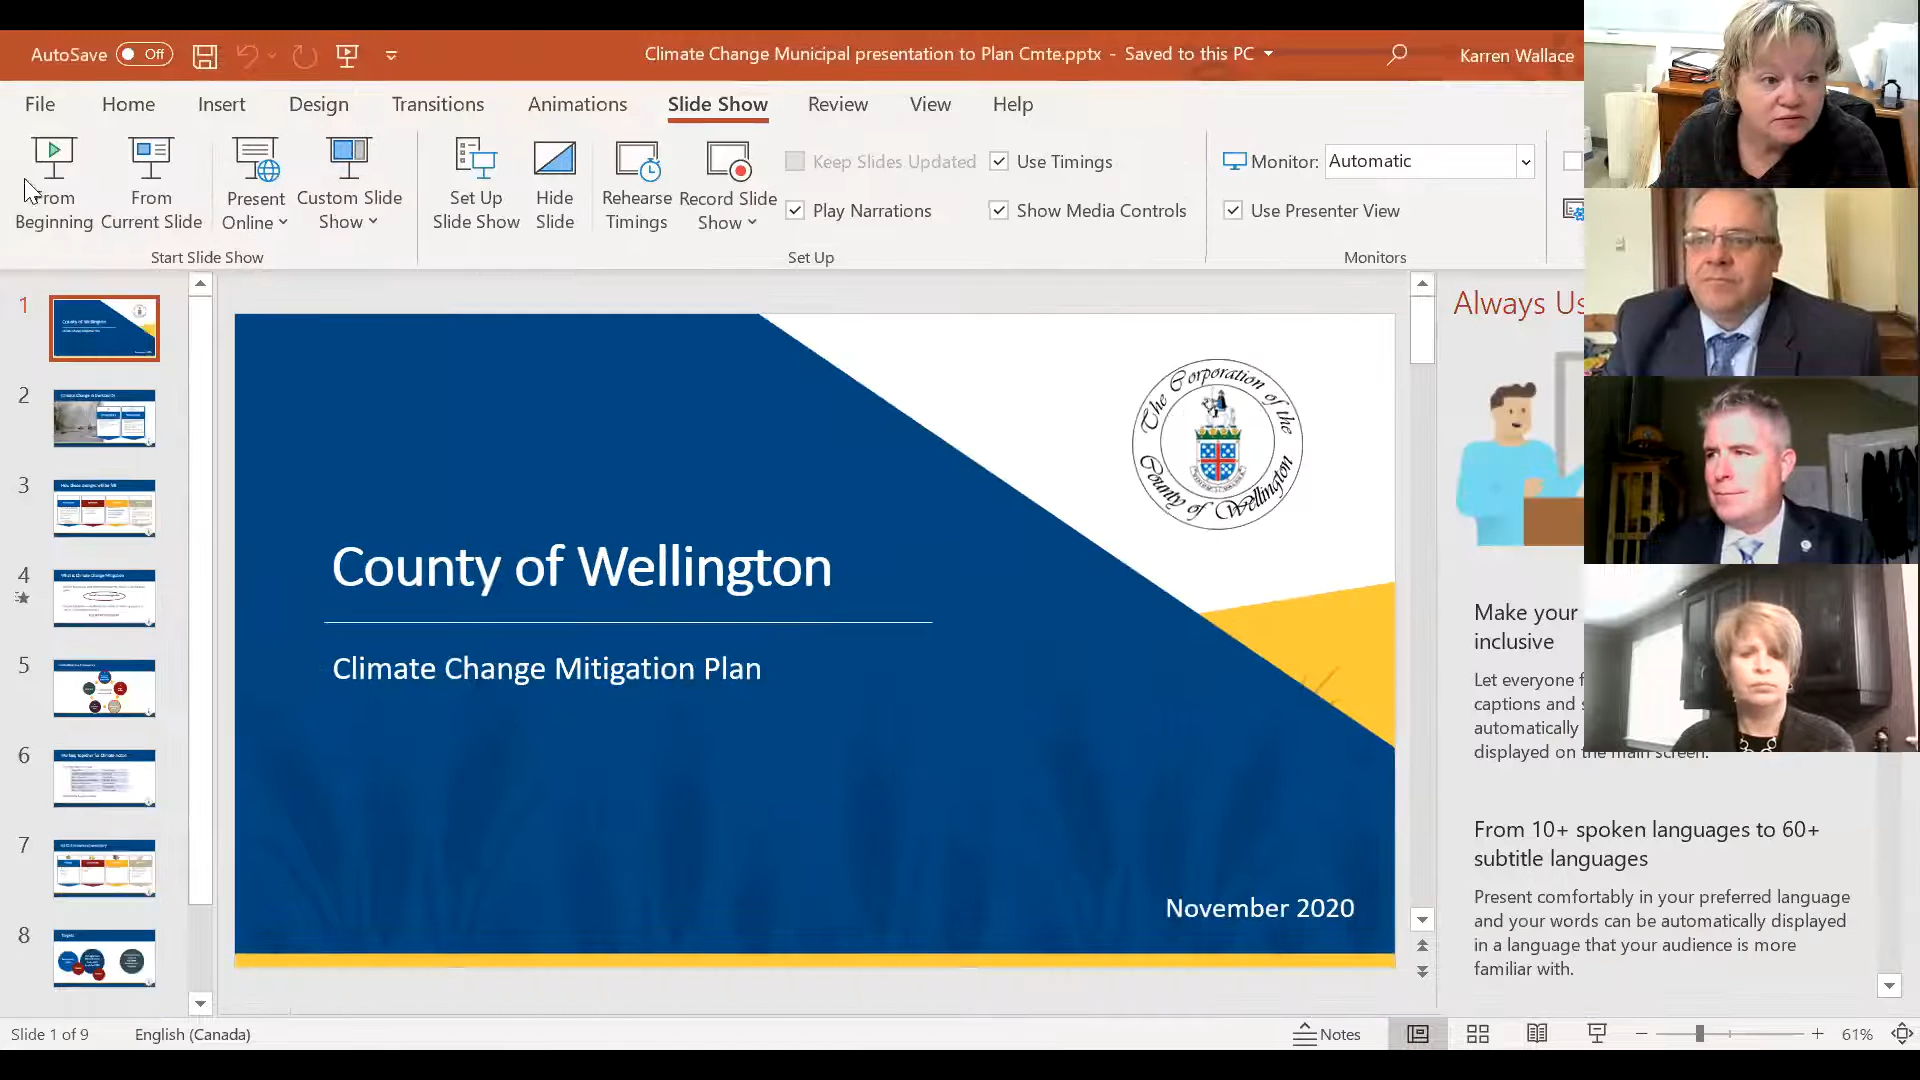 AutoSave Off
Climate Change Municipal presentation to Plan Cmte.pptx - Saved to this PC
Karren Wallace
File Home Insert Design Transitions Animations Slide Show Review View Help
From Beginning
From Current Slide
Present Online
Custom Slide Show
Start Slide Show
Set Up Slide Show
Hide Slide
Rehearse Timings
Record Slide Show
Keep Slides Updated
Play Narrations
Use Timings
Show Media Controls
Set Up
Monitor: Automatic
Use Presenter View
Monitors
1
2
3
4
5
6
7
8
The Corporation of the
County of Wellington
County of Wellington
Climate Change Mitigation Plan
November 2020
Always Us
Make your
inclusive
Let everyone
captions and
automatically
displayed on the main screen.
From 10+ spoken languages to 60+
subtitle languages
Present comfortably in your preferred language
and your words can be automatically displayed
in a language that your audience is more
familiar with.
Slide 1 of 9
English (Canada)
Notes
61%